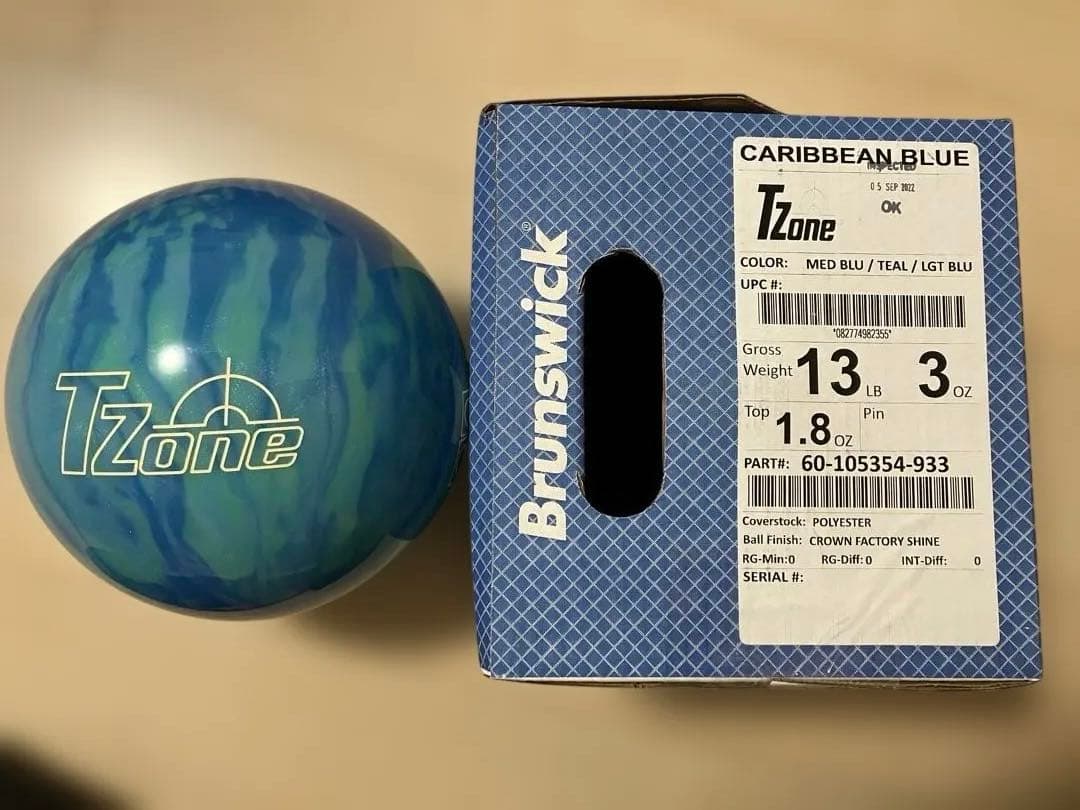 TZone
Brunswick®
CARIBBEAN BLUE
INSPECTED
05 SEP 2022
OK
TZone
COLOR: MED BLU / TEAL / LGT BLU
UPC #:
*082774982355*
Gross Weight 13 LB 3 OZ
Top 1.8 OZ Pin
PART#: 60-105354-933
Coverstock: POLYESTER
Ball Finish: CROWN FACTORY SHINE
RG-Min:0 RG-Diff:0 INT-Diff: 0
SERIAL #: